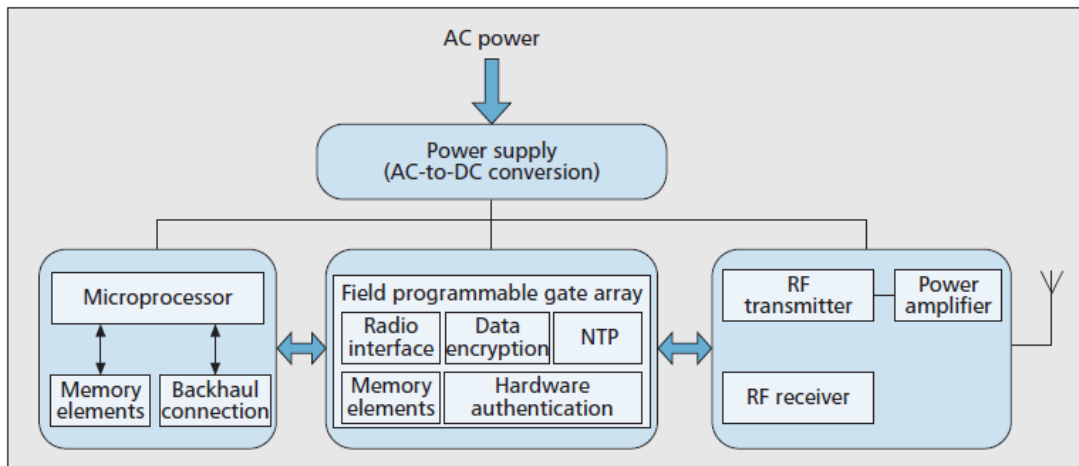 AC power
Power supply
(AC-to-DC conversion)
Microprocessor
Memory
elements
Backhaul
connection
Field programmable gate array
Radio
interface
Data
encryption
NTP
Memory
elements
Hardware
authentication
RF
transmitter
Power
amplifier
RF receiver